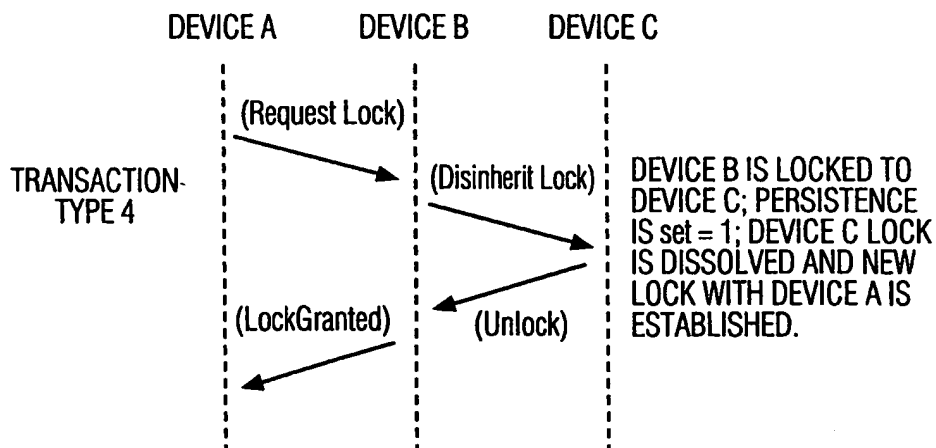 DEVICE A DEVICE B DEVICE C
(Request Lock)
TRANSACTION-
TYPE 4
(Disinherit Lock)
DEVICE B IS LOCKED TO
DEVICE C; PERSISTENCE
IS set = 1; DEVICE C LOCK
IS DISSOLVED AND NEW
LOCK WITH DEVICE A IS
ESTABLISHED.
(LockGranted)
(Unlock)